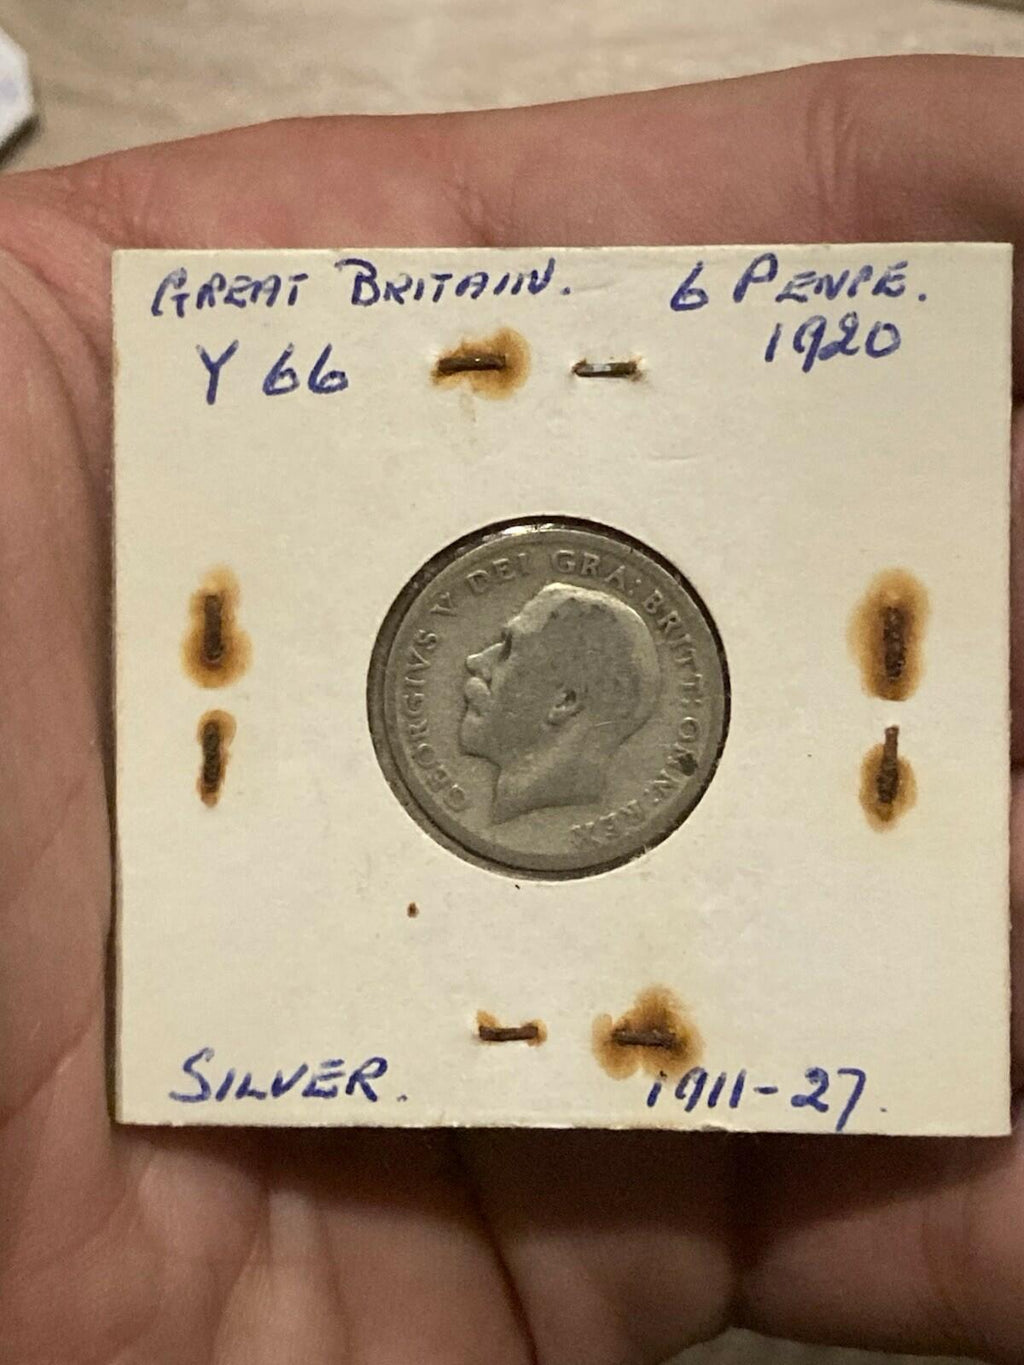 GREAT BRITAIN. 6 PENCE.
Y 66 1920
GEORGIVS V DEI GRA: BRITT: OMN: REX
SILVER. 1911-27.